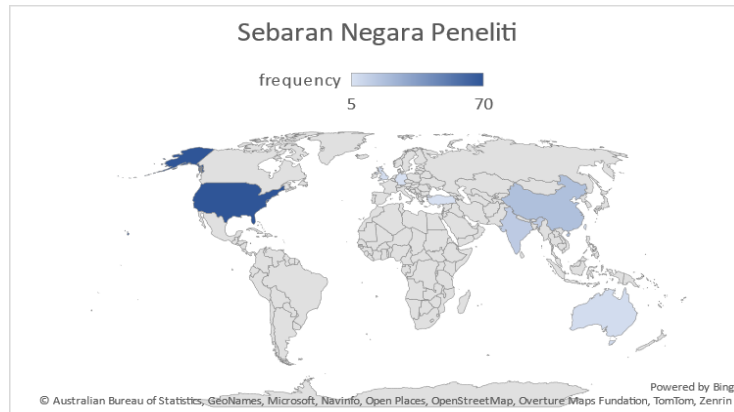 Sebaran Negara Peneliti
frequency
5 70
Powered by Bing
© Australian Bureau of Statistics, GeoNames, Microsoft, Navinfo, Open Places, OpenStreetMap, Overture Maps Fundation, TomTom, Zenrin